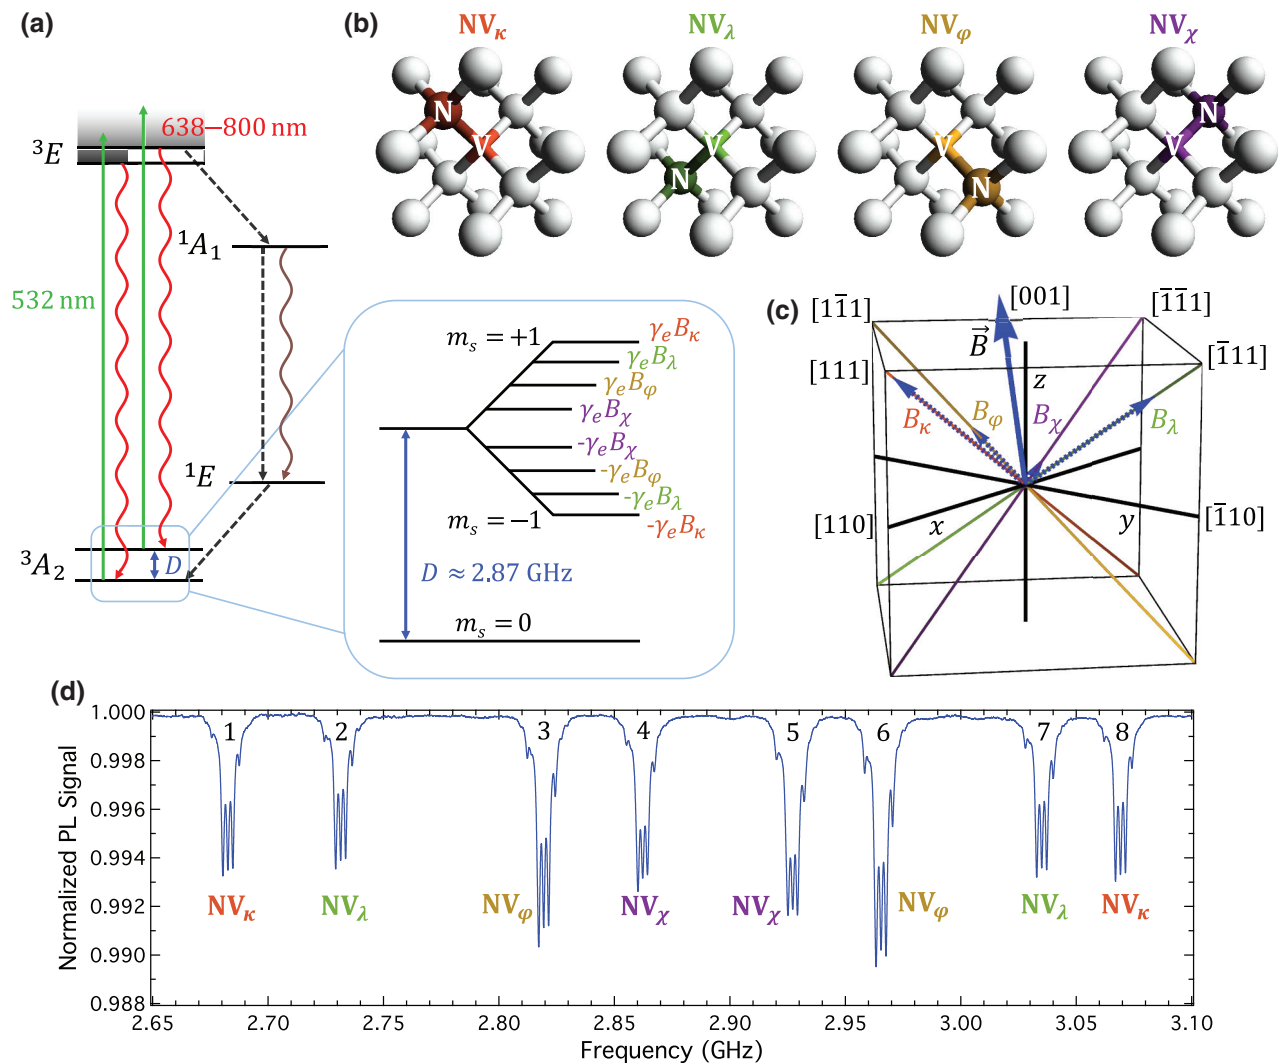 (a)
638–800 nm
³E
¹A₁
532 nm
¹E
³A₂
D
(b)
NVκ
NVλ
NVφ
NVχ
N
V
V
N
V
N
N
V
mₛ = +1
γₑBκ
γₑBλ
γₑBφ
γₑBχ
-γₑBχ
-γₑBφ
-γₑBλ
-γₑBκ
mₛ = −1
D ≈ 2.87 GHz
mₛ = 0
(c)
[11̅1]
[001]
[1̅1̅1]
B⃗
[111]
z
[1̅11]
Bκ
Bφ
Bχ
Bλ
[110]
x
y
[1̅10]
(d)
Normalized PL Signal
1.000
0.998
0.996
0.994
0.992
0.990
0.988
1 2 3 4 5 6 7 8
NVκ NVλ NVφ NVχ NVχ NVφ NVλ NVκ
2.65 2.70 2.75 2.80 2.85 2.90 2.95 3.00 3.05 3.10
Frequency (GHz)